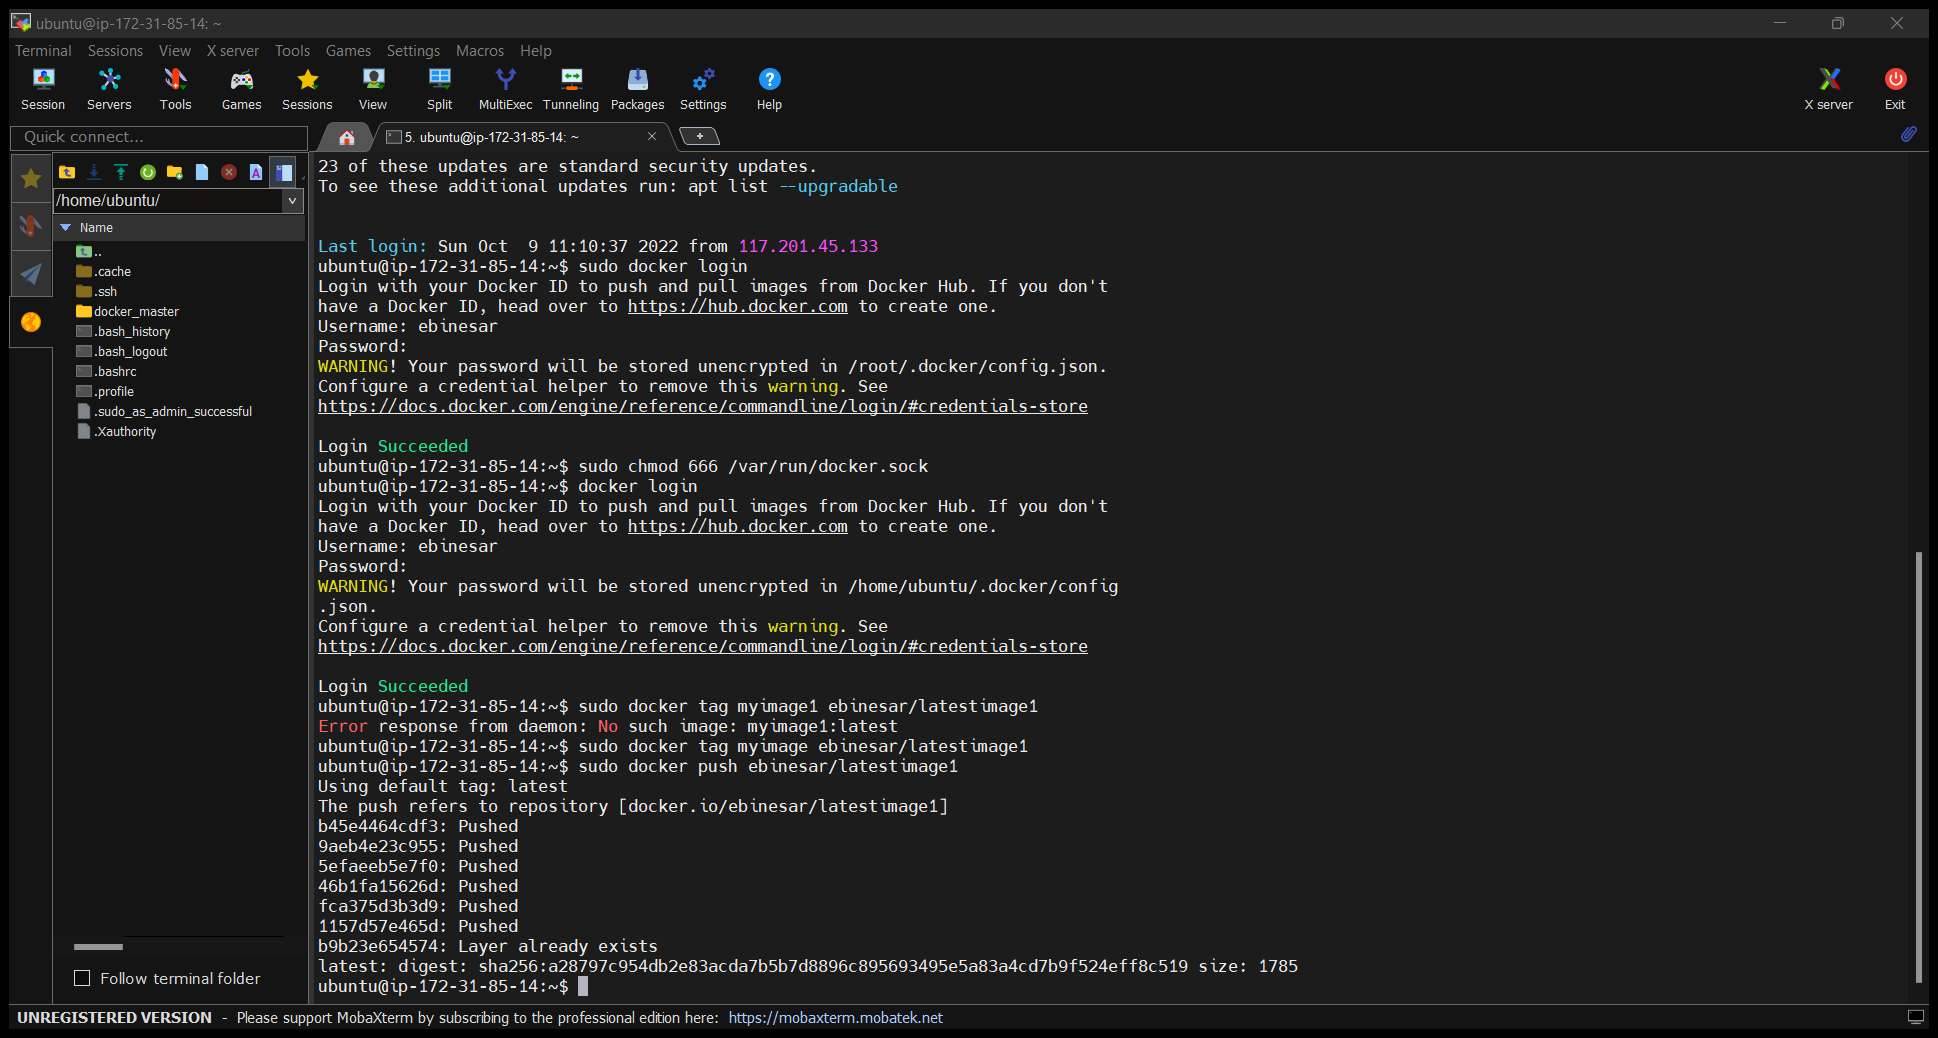 ubuntu@ip-172-31-85-14: ~
Terminal Sessions View X server Tools Games Settings Macros Help
Session Servers Tools Games Sessions View Split MultiExec Tunneling Packages Settings Help X server Exit
Quick connect...
5. ubuntu@ip-172-31-85-14: ~
/home/ubuntu/
Name
..
.cache
.ssh
docker_master
.bash_history
.bash_logout
.bashrc
.profile
.sudo_as_admin_successful
.Xauthority
Follow terminal folder
23 of these updates are standard security updates.
To see these additional updates run: apt list --upgradable
Last login: Sun Oct  9 11:10:37 2022 from 117.201.45.133
ubuntu@ip-172-31-85-14:~$ sudo docker login
Login with your Docker ID to push and pull images from Docker Hub. If you don't
have a Docker ID, head over to https://hub.docker.com to create one.
Username: ebinesar
Password:
WARNING! Your password will be stored unencrypted in /root/.docker/config.json.
Configure a credential helper to remove this warning. See
https://docs.docker.com/engine/reference/commandline/login/#credentials-store
Login Succeeded
ubuntu@ip-172-31-85-14:~$ sudo chmod 666 /var/run/docker.sock
ubuntu@ip-172-31-85-14:~$ docker login
Login with your Docker ID to push and pull images from Docker Hub. If you don't
have a Docker ID, head over to https://hub.docker.com to create one.
Username: ebinesar
Password:
WARNING! Your password will be stored unencrypted in /home/ubuntu/.docker/config
.json.
Configure a credential helper to remove this warning. See
https://docs.docker.com/engine/reference/commandline/login/#credentials-store
Login Succeeded
ubuntu@ip-172-31-85-14:~$ sudo docker tag myimage1 ebinesar/latestimage1
Error response from daemon: No such image: myimage1:latest
ubuntu@ip-172-31-85-14:~$ sudo docker tag myimage ebinesar/latestimage1
ubuntu@ip-172-31-85-14:~$ sudo docker push ebinesar/latestimage1
Using default tag: latest
The push refers to repository [docker.io/ebinesar/latestimage1]
b45e4464cdf3: Pushed
9aeb4e23c955: Pushed
5efaeeb5e7f0: Pushed
46b1fa15626d: Pushed
fca375d3b3d9: Pushed
1157d57e465d: Pushed
b9b23e654574: Layer already exists
latest: digest: sha256:a28797c954db2e83acda7b5b7d8896c895693495e5a83a4cd7b9f524eff8c519 size: 1785
ubuntu@ip-172-31-85-14:~$
UNREGISTERED VERSION - Please support MobaXterm by subscribing to the professional edition here: https://mobaxterm.mobatek.net